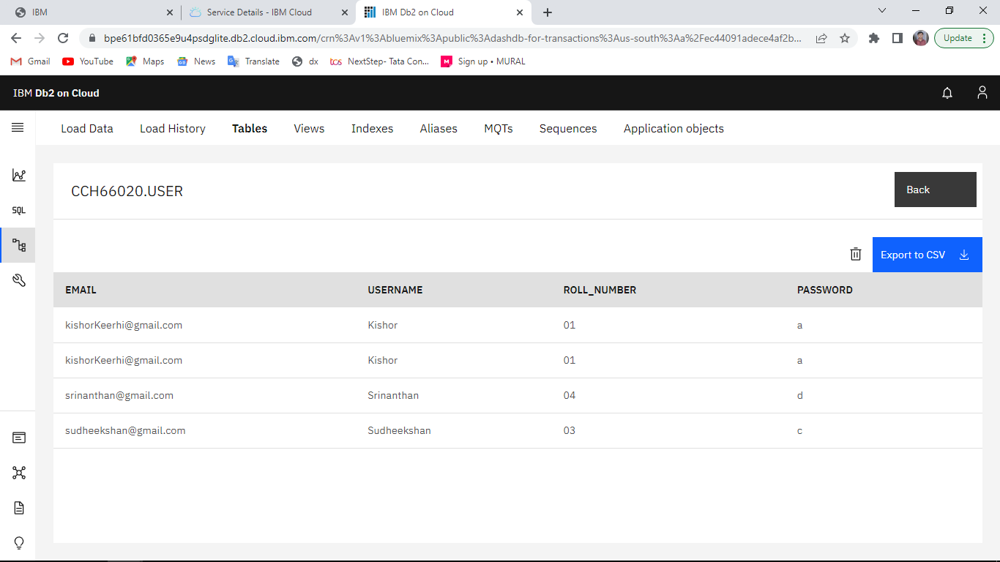 IBM Service Details - IBM Cloud IBM Db2 on Cloud
bpe61bfd0365e9u4psdglite.db2.cloud.ibm.com/crn%3Av1%3Abluemix%3Apublic%3Adashdb-for-transactions%3Aus-south%3Aa%2Fec44091adece4af2b... Update
Gmail YouTube Maps News Translate dx tcs NextStep- Tata Con... M Sign up • MURAL
IBM Db2 on Cloud
Load Data Load History Tables Views Indexes Aliases MQTs Sequences Application objects
SQL
CCH66020.USER Back
Export to CSV
EMAIL USERNAME ROLL_NUMBER PASSWORD
kishorKeerhi@gmail.com Kishor 01 a
kishorKeerhi@gmail.com Kishor 01 a
srinanthan@gmail.com Srinanthan 04 d
sudheekshan@gmail.com Sudheekshan 03 c